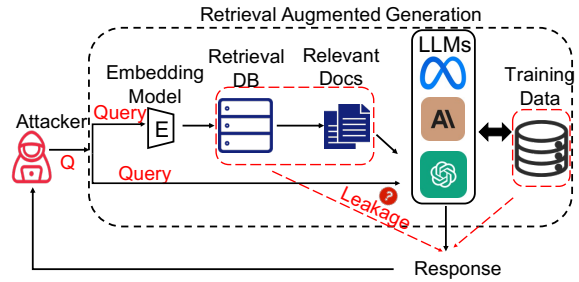 Retrieval Augmented Generation
LLMs
Retrieval
DB
Relevant
Docs
Embedding
Model
Training
Data
Attacker
Query
E
A\
Q
Query
?
Leakage
Response